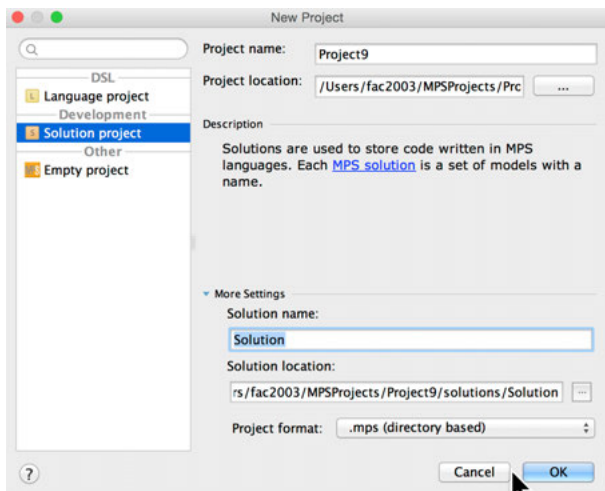 New Project
DSL
Language project
Development
Solution project
Other
Empty project
Project name:
Project9
Project location:
/Users/fac2003/MPSProjects/Prc
...
Description
Solutions are used to store code written in MPS
languages. Each MPS solution is a set of models with a
name.
More Settings
Solution name:
Solution
Solution location:
rs/fac2003/MPSProjects/Project9/solutions/Solution
...
Project format:
.mps (directory based)
?
Cancel
OK